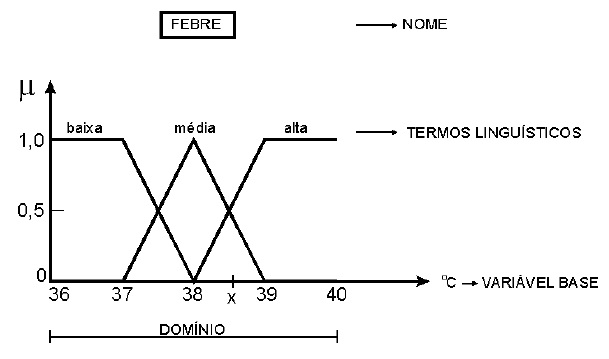 FEBRE
NOME
μ
baixa média alta
TERMOS LINGUÍSTICOS
1,0
0,5
0
36 37 38 x 39 40
°C → VARIÁVEL BASE
DOMÍNIO